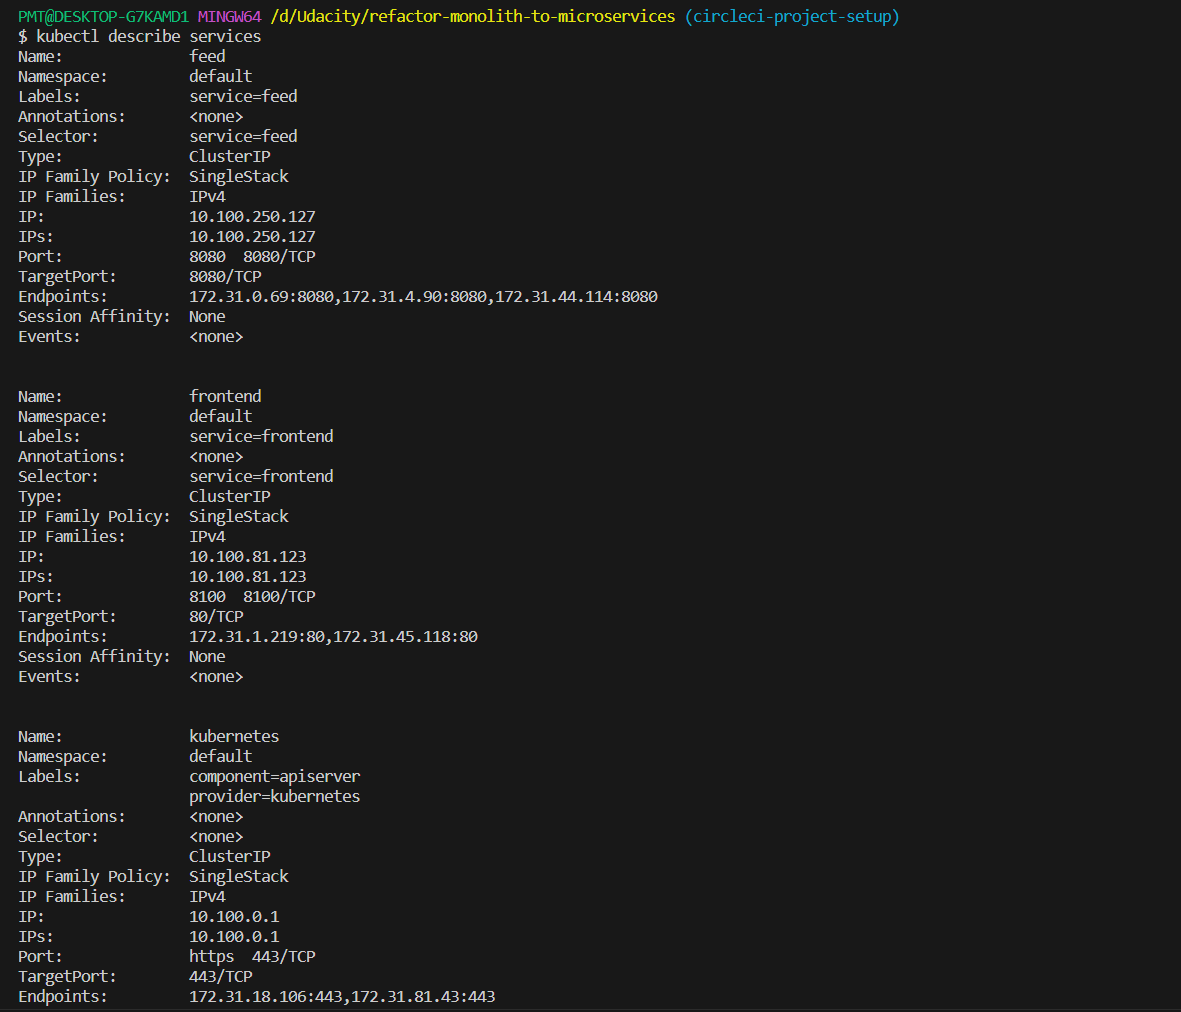 PMT@DESKTOP-G7KAMD1 MINGW64 /d/Udacity/refactor-monolith-to-microservices (circleci-project-setup)
$ kubectl describe services
Name:              feed
Namespace:         default
Labels:            service=feed
Annotations:       <none>
Selector:          service=feed
Type:              ClusterIP
IP Family Policy:  SingleStack
IP Families:       IPv4
IP:                10.100.250.127
IPs:               10.100.250.127
Port:              8080  8080/TCP
TargetPort:        8080/TCP
Endpoints:         172.31.0.69:8080,172.31.4.90:8080,172.31.44.114:8080
Session Affinity:  None
Events:            <none>
Name:              frontend
Namespace:         default
Labels:            service=frontend
Annotations:       <none>
Selector:          service=frontend
Type:              ClusterIP
IP Family Policy:  SingleStack
IP Families:       IPv4
IP:                10.100.81.123
IPs:               10.100.81.123
Port:              8100  8100/TCP
TargetPort:        80/TCP
Endpoints:         172.31.1.219:80,172.31.45.118:80
Session Affinity:  None
Events:            <none>
Name:              kubernetes
Namespace:         default
Labels:            component=apiserver
                   provider=kubernetes
Annotations:       <none>
Selector:          <none>
Type:              ClusterIP
IP Family Policy:  SingleStack
IP Families:       IPv4
IP:                10.100.0.1
IPs:               10.100.0.1
Port:              https  443/TCP
TargetPort:        443/TCP
Endpoints:         172.31.18.106:443,172.31.81.43:443